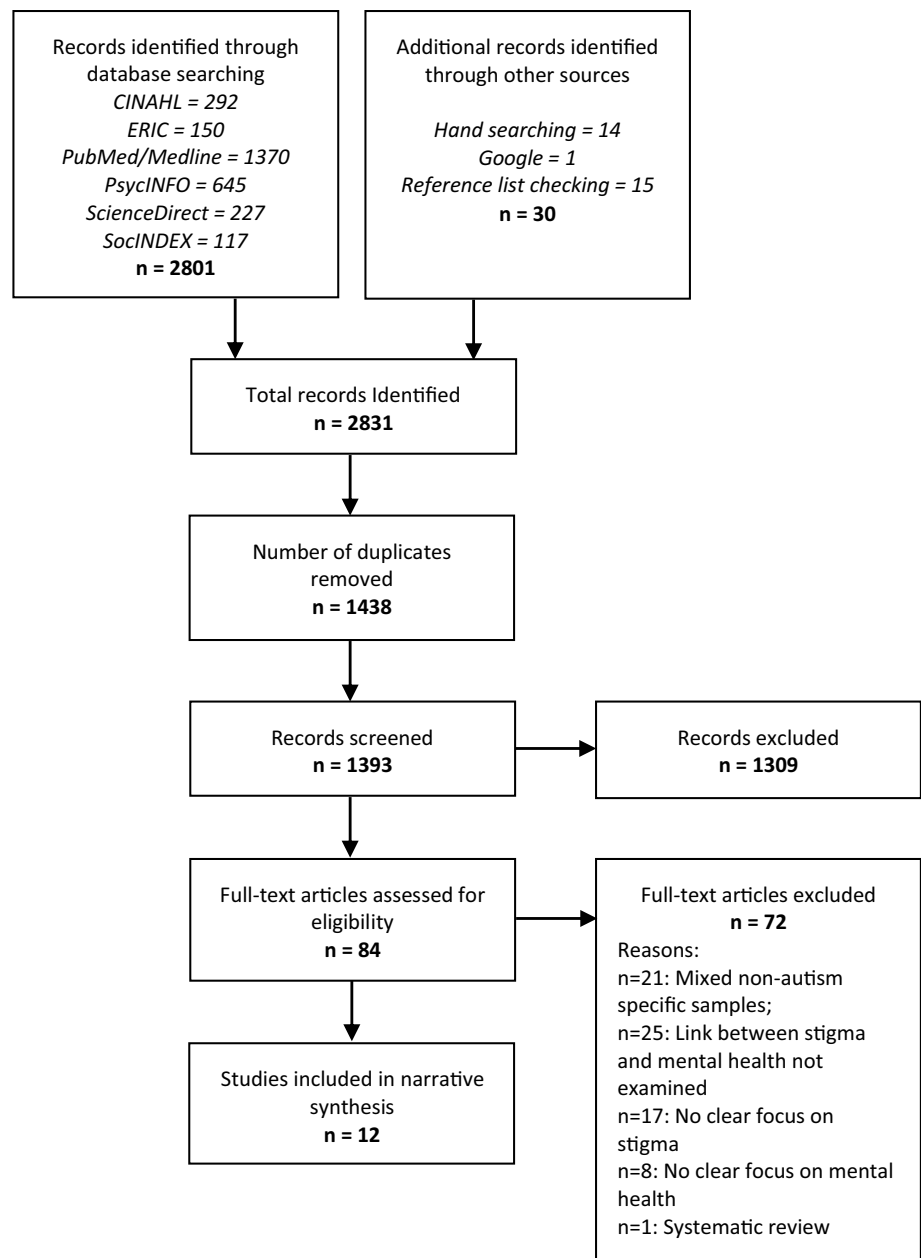 Records identified through
database searching
CINAHL = 292
ERIC = 150
PubMed/Medline = 1370
PsycINFO = 645
ScienceDirect = 227
SocINDEX = 117
n = 2801
Additional records identified
through other sources
Hand searching = 14
Google = 1
Reference list checking = 15
n = 30
Total records Identified
n = 2831
Number of duplicates
removed
n = 1438
Records screened
n = 1393
Records excluded
n = 1309
Full-text articles assessed for
eligibility
n = 84
Full-text articles excluded
n = 72
Reasons:
n=21: Mixed non-autism
specific samples;
n=25: Link between stigma
and mental health not
examined
n=17: No clear focus on
stigma
n=8: No clear focus on mental
health
n=1: Systematic review
Studies included in narrative
synthesis
n = 12